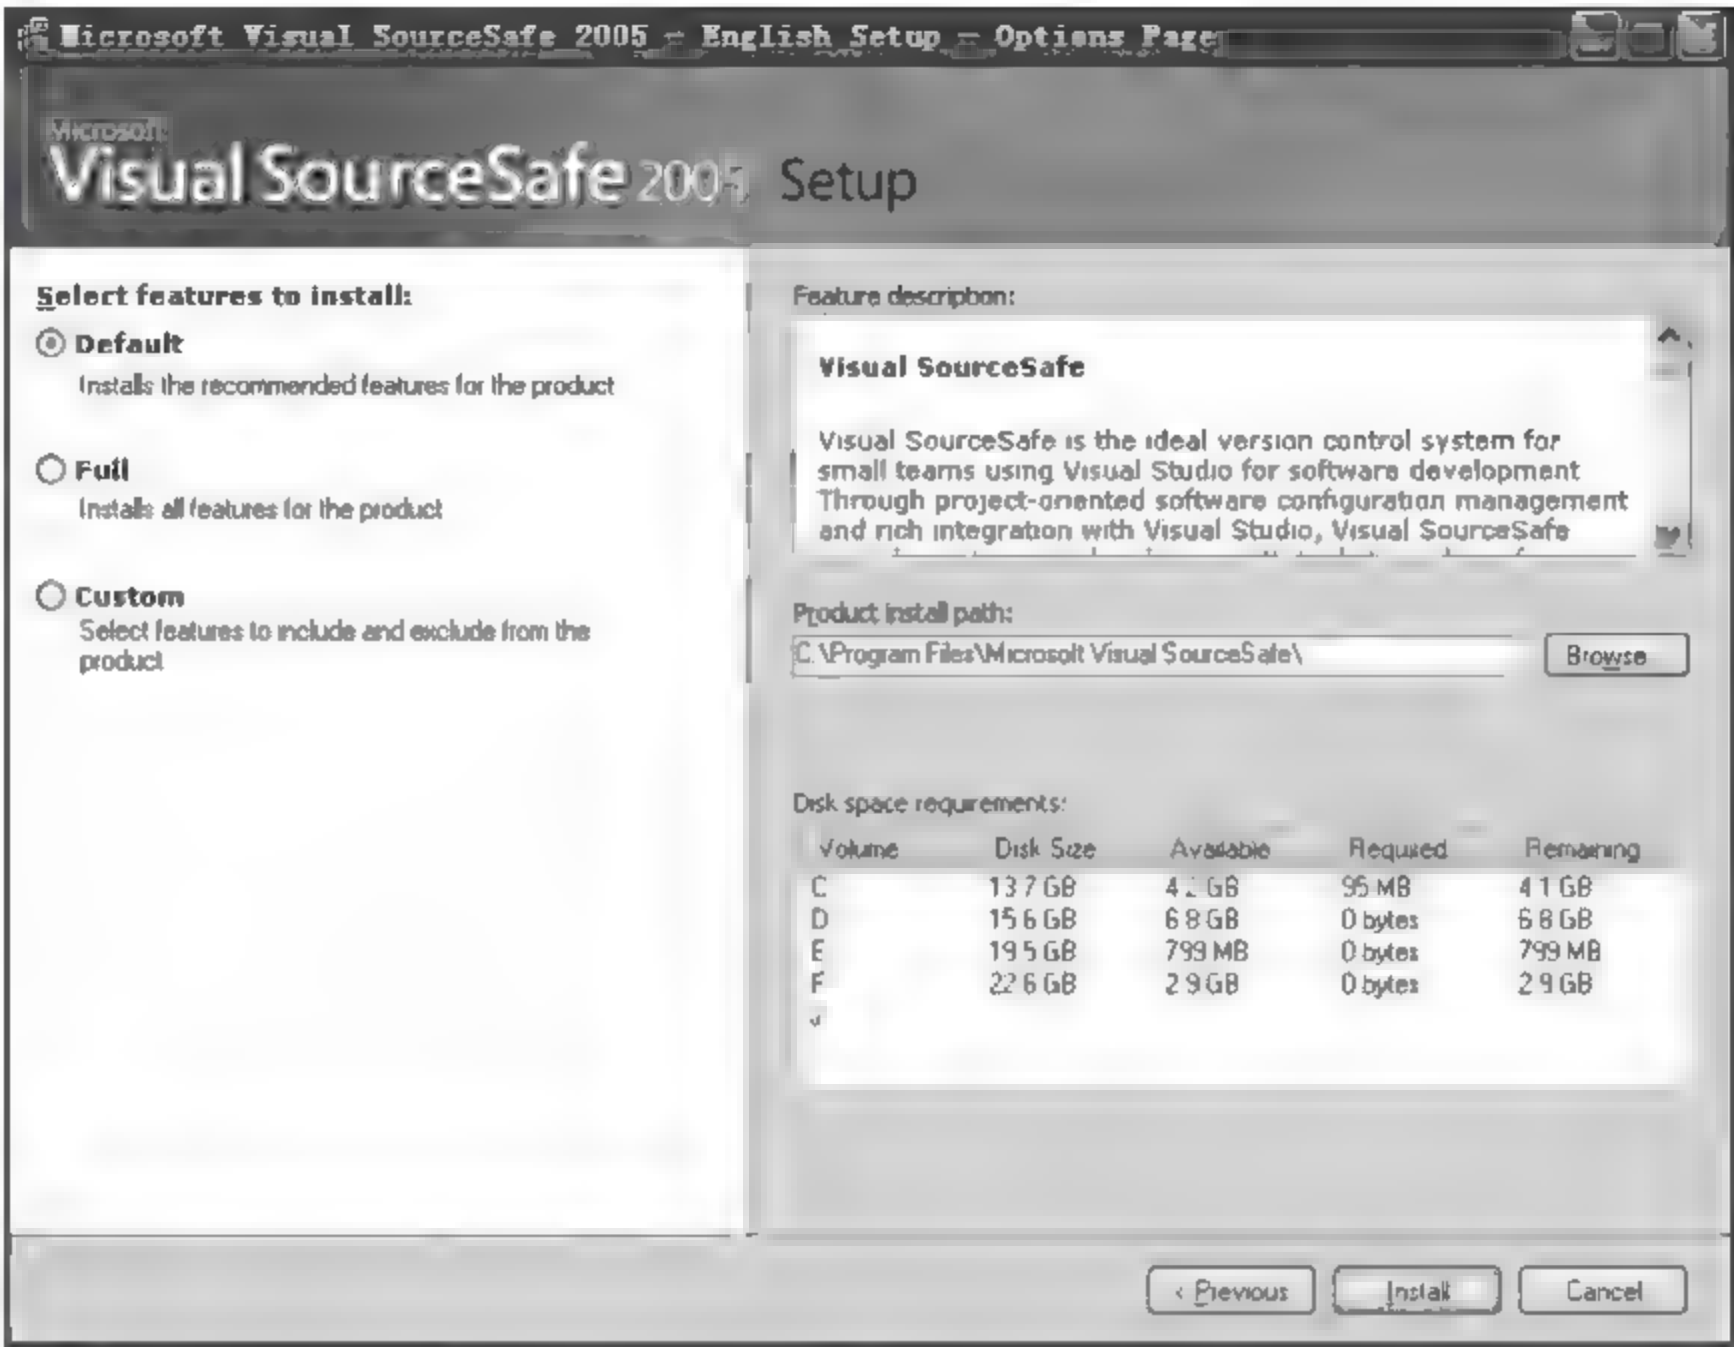 Microsoft Visual SourceSafe 2005 - English Setup - Options Page
Microsoft
Visual SourceSafe 2005 Setup
Select features to install:
Default
Installs the recommended features for the product
Full
Installs all features for the product
Custom
Select features to include and exclude from the
product
Feature description:
Visual SourceSafe
Visual SourceSafe is the ideal version control system for
small teams using Visual Studio for software development
Through project-oriented software configuration management
and rich integration with Visual Studio, Visual SourceSafe
Product install path:
C:\Program Files\Microsoft Visual SourceSafe\
Browse
Disk space requirements:
Volume Disk Size Available Required Remaining
C 13 7 GB GB 95 MB 4 1 GB
D 15 6 GB 6 8 GB 0 bytes 6 8 GB
E 19 5 GB 799 MB 0 bytes 799 MB
F 22 6 GB 2 9 GB 0 bytes 2 9 GB
< Previous Install Cancel